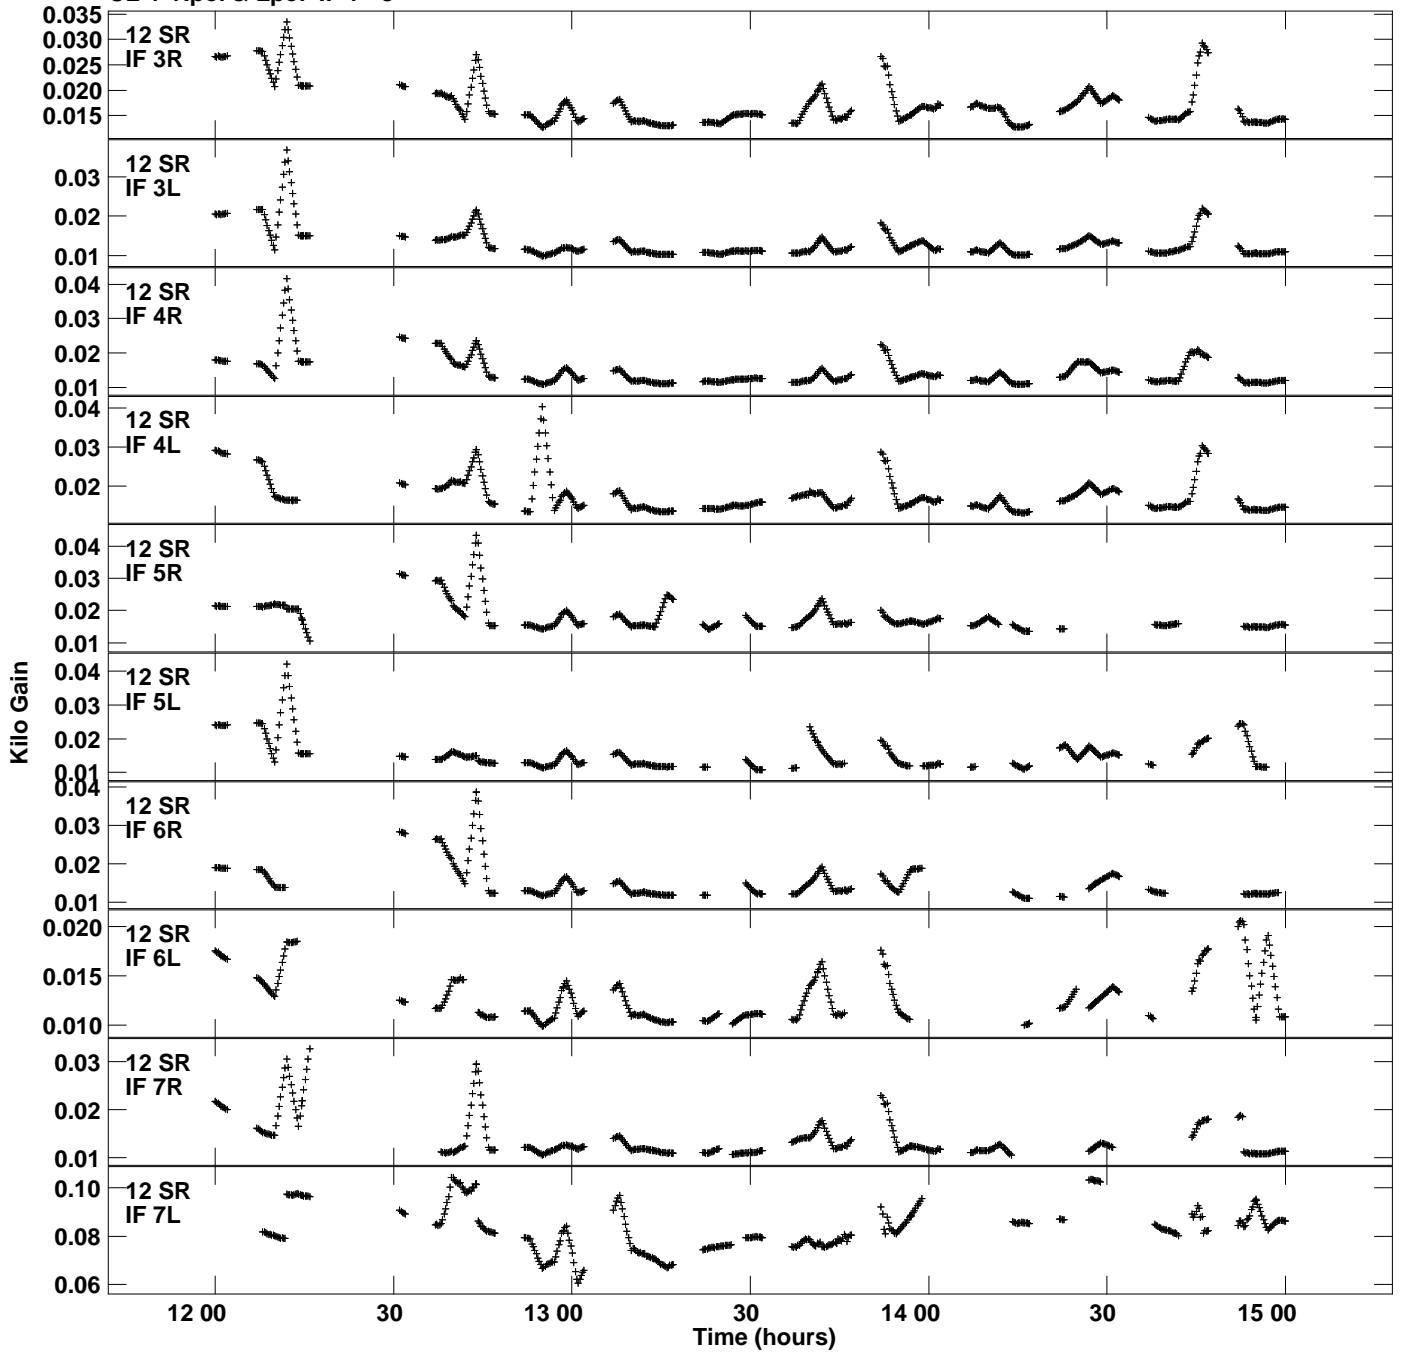 0.035
0.030
0.025
0.020
0.015
12 SR
IF 3R
0.03
0.02
0.01
12 SR
IF 3L
0.04
0.03
0.02
0.01
12 SR
IF 4R
0.04
0.03
0.02
12 SR
IF 4L
0.04
0.03
0.02
0.01
12 SR
IF 5R
0.04
0.03
0.02
0.01
12 SR
IF 5L
0.04
0.03
0.02
0.01
12 SR
IF 6R
0.020
0.015
0.010
12 SR
IF 6L
0.03
0.02
0.01
12 SR
IF 7R
0.10
0.08
0.06
12 SR
IF 7L
Kilo Gain
12 00 30 13 00 30 14 00 30 15 00
Time (hours)